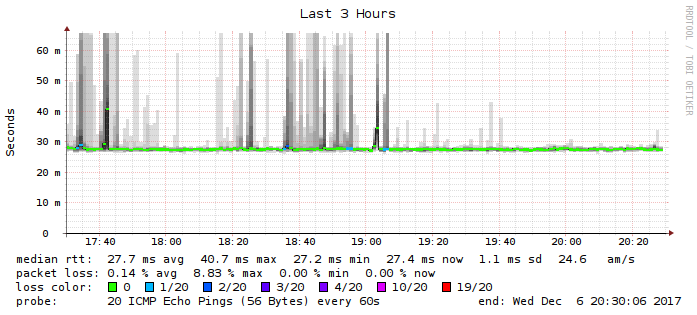 Last 3 Hours
RRDTOOL / TOBI OETIKER
Seconds
60 m
50 m
40 m
30 m
20 m
10 m
0
17:40 18:00 18:20 18:40 19:00 19:20 19:40 20:00 20:20
median rtt: 27.7 ms avg 40.7 ms max 27.2 ms min 27.4 ms now 1.1 ms sd 24.6 am/s
packet loss: 0.14 % avg 8.83 % max 0.00 % min 0.00 % now
loss color: 0 1/20 2/20 3/20 4/20 10/20 19/20
probe: 20 ICMP Echo Pings (56 Bytes) every 60s end: Wed Dec 6 20:30:06 2017